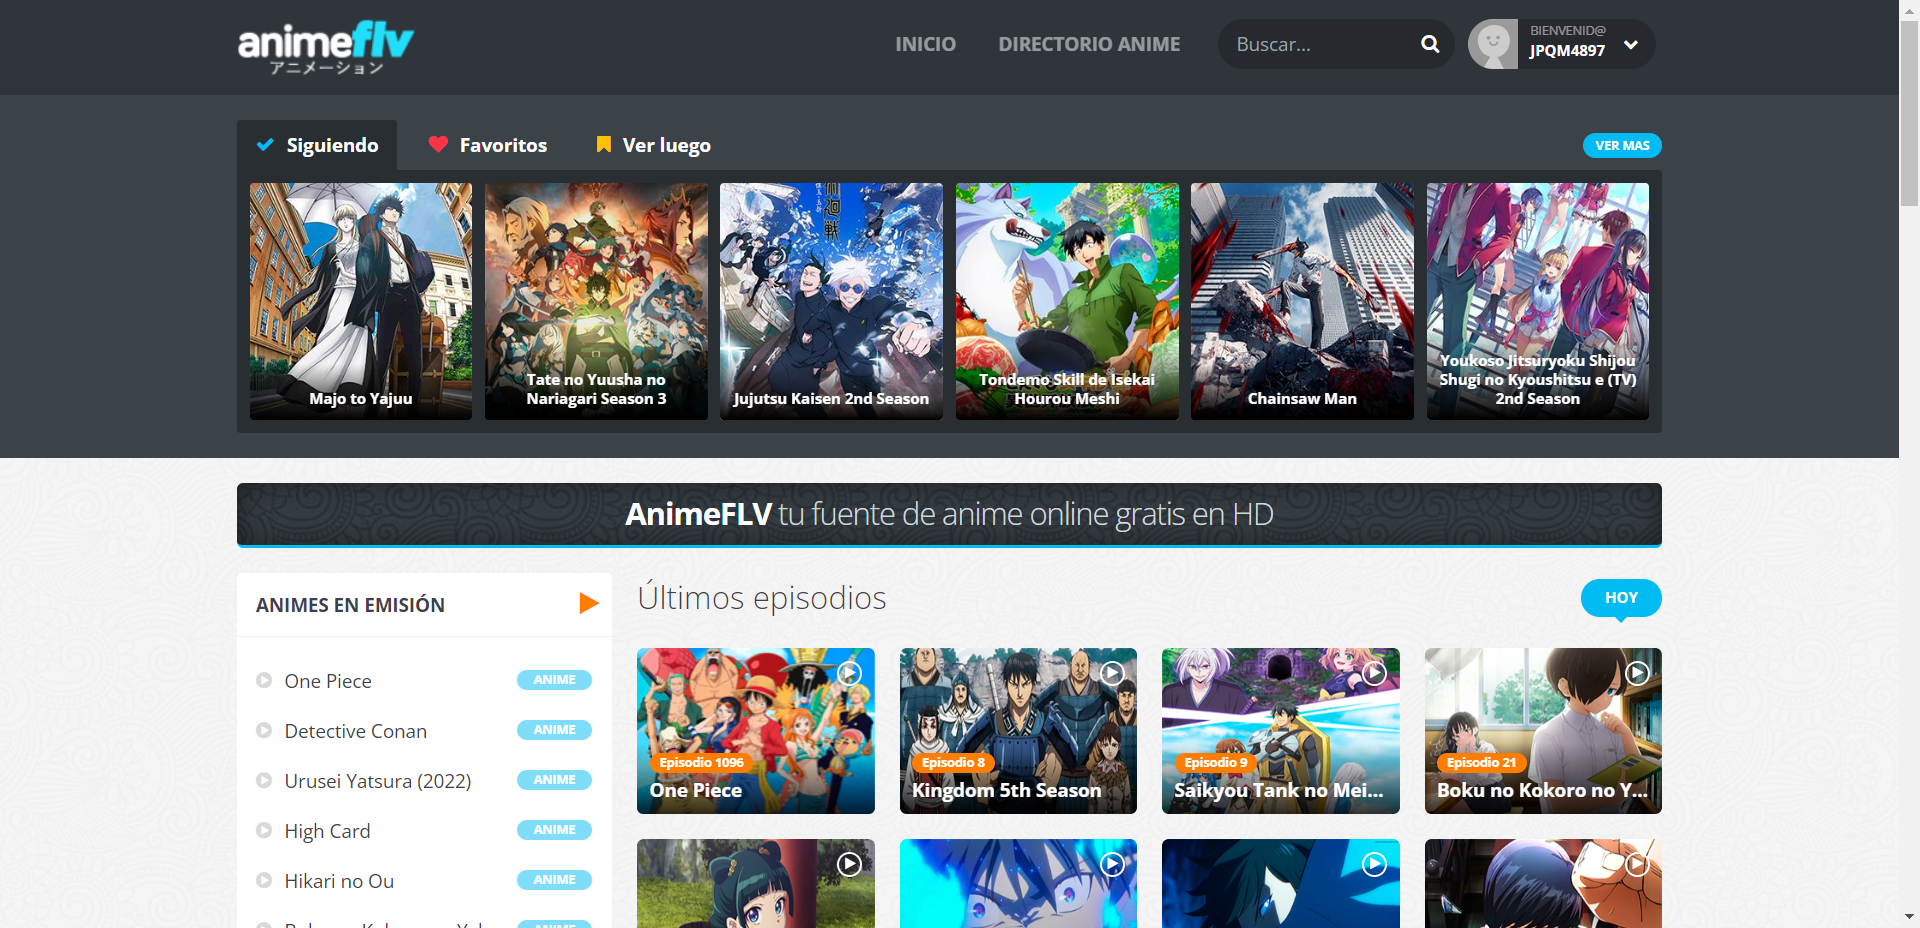 animeflv
アニメーション
INICIO
DIRECTORIO ANIME
Buscar...
BIENVENID@
JPQM4897
Siguiendo
Favoritos
Ver luego
VER MAS
Majo to Yajuu
Tate no Yuusha no
Nariagari Season 3
Jujutsu Kaisen 2nd Season
Tondemo Skill de Isekai
Hourou Meshi
Chainsaw Man
Youkoso Jitsuryoku Shijou
Shugi no Kyoushitsu e (TV)
2nd Season
AnimeFLV tu fuente de anime online gratis en HD
ANIMES EN EMISIÓN
One Piece
ANIME
Detective Conan
ANIME
Urusei Yatsura (2022)
ANIME
High Card
ANIME
Hikari no Ou
ANIME
ANIME
Últimos episodios
HOY
Episodio 1096
One Piece
Episodio 8
Kingdom 5th Season
Episodio 9
Saikyou Tank no Mei...
Episodio 21
Boku no Kokoro no Y...